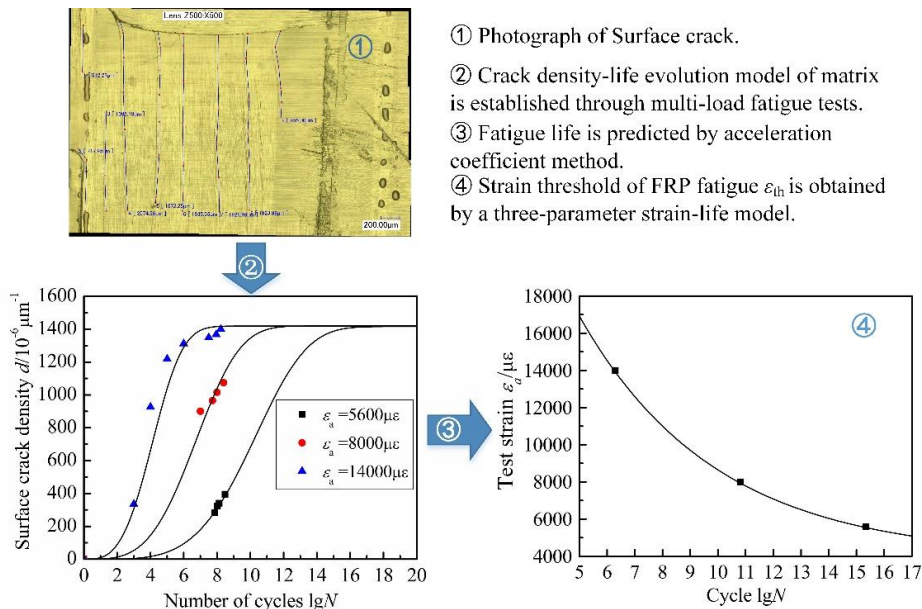 Lens Z500:X500
①
200.00µm
① Photograph of Surface crack.
② Crack density-life evolution model of matrix
is established through multi-load fatigue tests.
③ Fatigue life is predicted by acceleration
coefficient method.
④ Strain threshold of FRP fatigue εth is obtained
by a three-parameter strain-life model.
②
Surface crack density d/10⁻⁶µm⁻¹
1600
1400
1200
1000
800
600
400
200
0
0 2 4 6 8 10 12 14 16 18 20
Number of cycles lgN
εa =5600µε
εa =8000µε
εa =14000µε
③
④
Test strain εa/µε
18000
16000
14000
12000
10000
8000
6000
4000
5 6 7 8 9 10 11 12 13 14 15 16 17
Cycle lgN